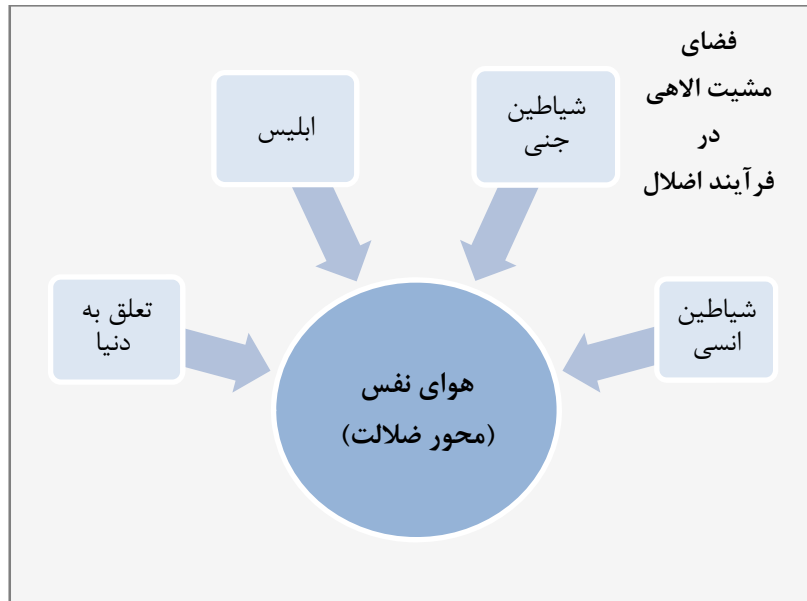 فضای
مشیت الاهی
در
فرآیند اضلال
شیاطین
جنی
ابلیس
شیاطین
انسی
تعلق به
دنیا
هوای نفس
(محور ضلالت)